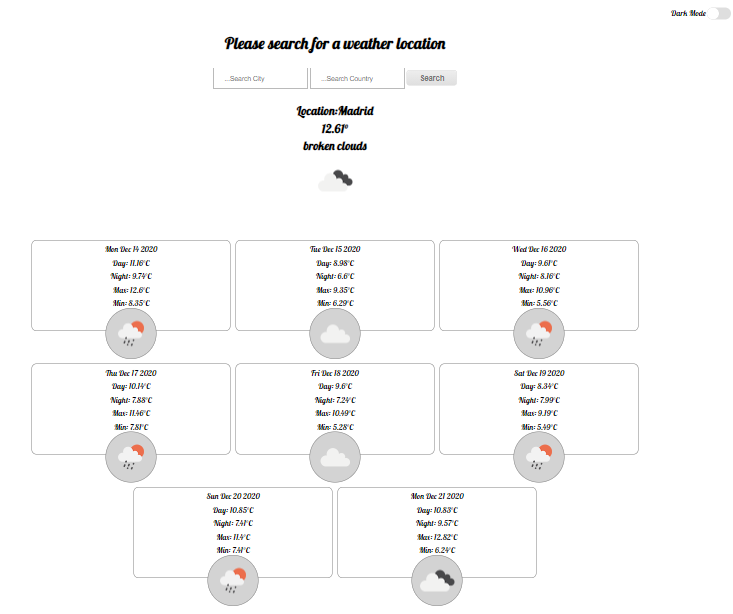 Dark Mode
Please search for a weather location
...Search City
...Search Country
Search
Location:Madrid
12.61º
broken clouds
Mon Dec 14 2020
Day: 11.16°C
Night: 9.74°C
Max: 12.6°C
Min: 8.35°C
Tue Dec 15 2020
Day: 8.98°C
Night: 6.6°C
Max: 9.35°C
Min: 6.29°C
Wed Dec 16 2020
Day: 9.61°C
Night: 8.16°C
Max: 10.96°C
Min: 5.56°C
Thu Dec 17 2020
Day: 10.14°C
Night: 7.88°C
Max: 11.46°C
Min: 7.81°C
Fri Dec 18 2020
Day: 9.6°C
Night: 7.24°C
Max: 10.49°C
Min: 5.28°C
Sat Dec 19 2020
Day: 8.34°C
Night: 7.99°C
Max: 9.19°C
Min: 5.49°C
Sun Dec 20 2020
Day: 10.85°C
Night: 7.41°C
Max: 11.4°C
Min: 7.41°C
Mon Dec 21 2020
Day: 10.83°C
Night: 9.57°C
Max: 12.82°C
Min: 6.24°C